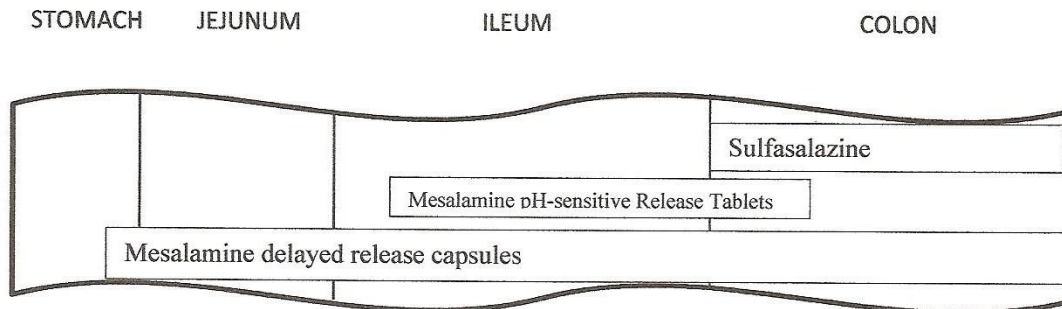 STOMACH JEJUNUM ILEUM COLON
Sulfasalazine
Mesalamine pH-sensitive Release Tablets
Mesalamine delayed release capsules